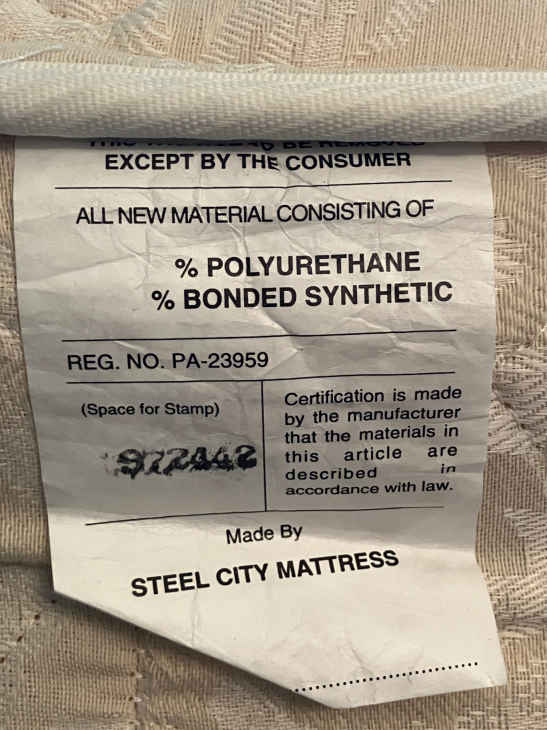 BE REMOVED
EXCEPT BY THE CONSUMER
ALL NEW MATERIAL CONSISTING OF
% POLYURETHANE
% BONDED SYNTHETIC
REG. NO. PA-23959
(Space for Stamp)
Certification is made
by the manufacturer
that the materials in
this article are
described in
accordance with law.
Made By
STEEL CITY MATTRESS